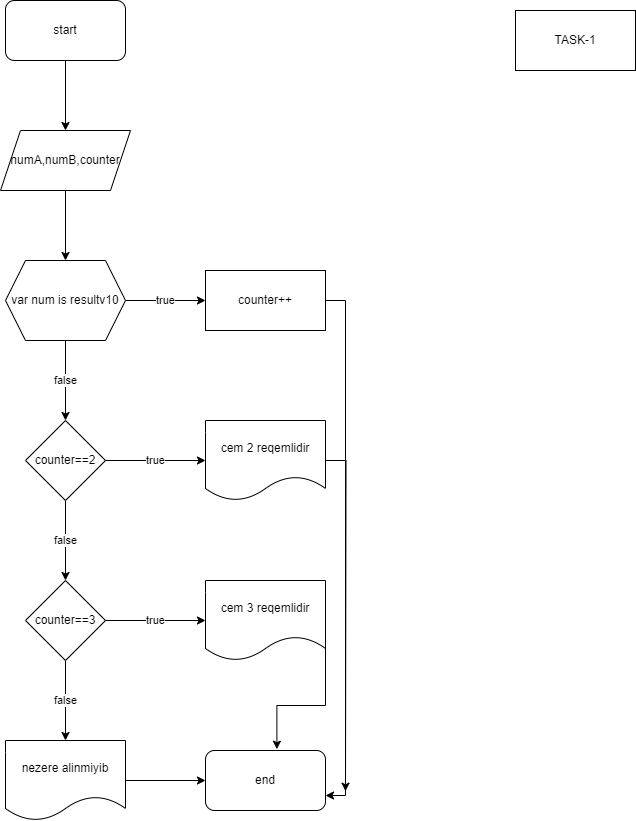 start
TASK-1
numA,numB,counter
var num is resultv10
true
counter++
false
counter==2
true
cem 2 reqemlidir
false
counter==3
true
cem 3 reqemlidir
false
nezere alinmiyib
end